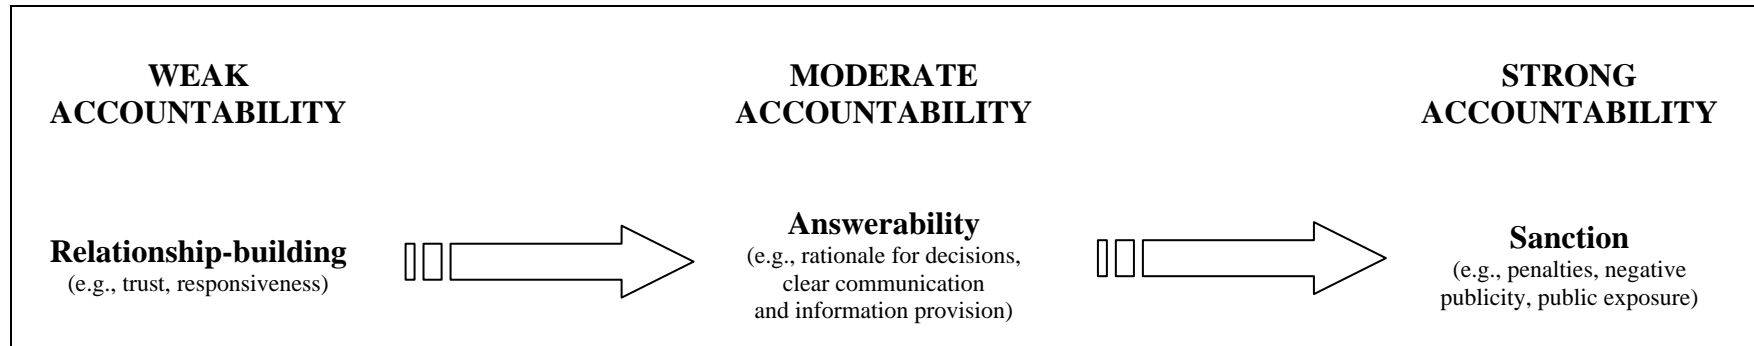 WEAK
ACCOUNTABILITY
MODERATE
ACCOUNTABILITY
STRONG
ACCOUNTABILITY
Relationship-building
(e.g., trust, responsiveness)
Answerability
(e.g., rationale for decisions,
clear communication
and information provision)
Sanction
(e.g., penalties, negative
publicity, public exposure)